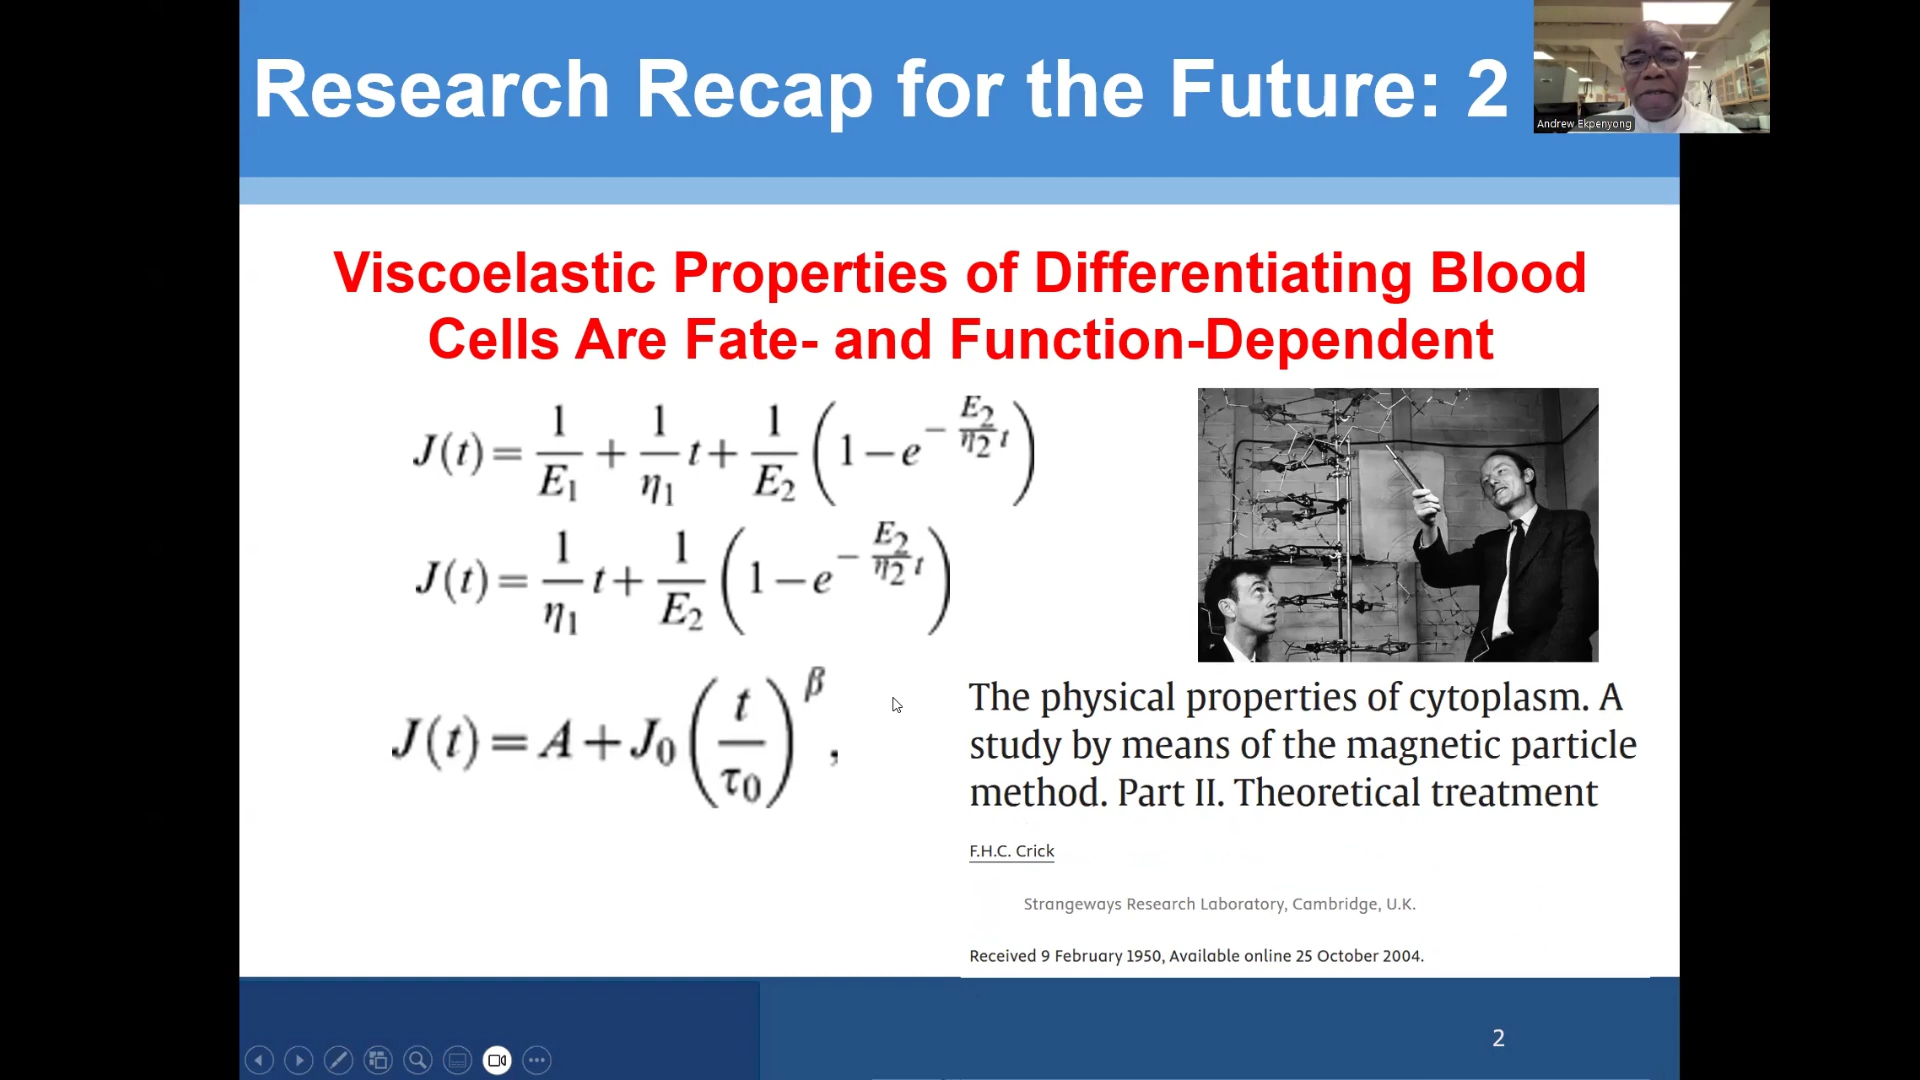 Research Recap for the Future: 2
Andrew Ekpenyong
Viscoelastic Properties of Differentiating Blood
Cells Are Fate- and Function-Dependent
J(t) = 1/E₁ + 1/η₁ t + 1/E₂ (1 − e^(− E₂/η₂ t))
J(t) = 1/η₁ t + 1/E₂ (1 − e^(− E₂/η₂ t))
J(t) = A + J₀ (t/τ₀)^β ,
The physical properties of cytoplasm. A
study by means of the magnetic particle
method. Part II. Theoretical treatment
F.H.C. Crick
Strangeways Research Laboratory, Cambridge, U.K.
Received 9 February 1950, Available online 25 October 2004.
2